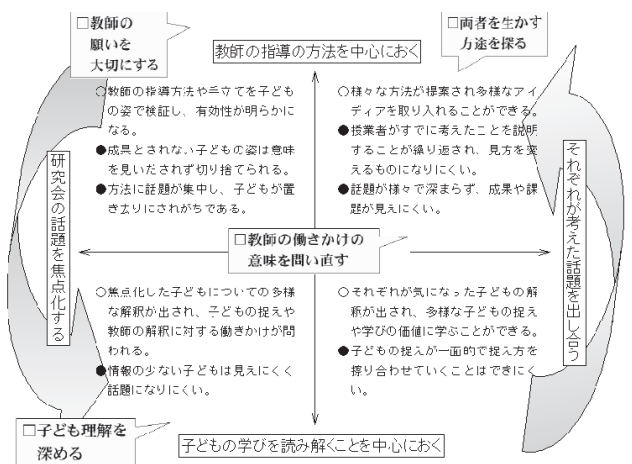 □教師の
願いを
大切にする
教師の指導の方法を中心におく
□両者を生かす
方途を探る
○教師の指導方法や手立てを子ども
の姿で検証し、有効性が明らかに
なる。
●成果とされない子どもの姿は意味
を見いだされず切り捨てられる。
●方法に話題が集中し、子どもが置
き去りにされがちである。
○様々な方法が提案され多様なアイ
ディアを取り入れることができる。
●授業者がすでに考えたことを説明
することが繰り返され、見方を変
えるものになりにくい。
●話題が様々で深まらず、成果や課
題が見えにくい。
研究会の話題を焦点化する
□教師の働きかけの
意味を問い直す
それぞれが考えた話題を出し合う
○焦点化した子どもについての多様
な解釈が出され、子どもの捉えや
教師の解釈に対する働きかけが問
われる。
●情報の少ない子どもは見えにくく
話題になりにくい。
○それぞれが気になった子どもの解
釈が出され、多様な子どもの捉え
や学びの価値に学ぶことができる。
●子どもの捉えが一面的で捉え方を
擦り合わせていくことはできにく
い。
□子ども理解を
深める
子どもの学びを読み解くことを中心におく